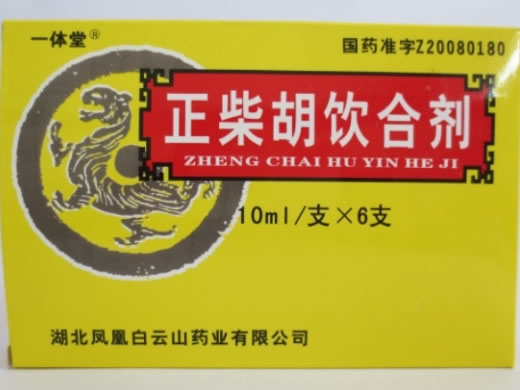 一体堂®
国药准字Z20080180
正柴胡饮合剂
ZHENG CHAI HU YIN HE JI
10ml/支×6支
湖北凤凰白云山药业有限公司